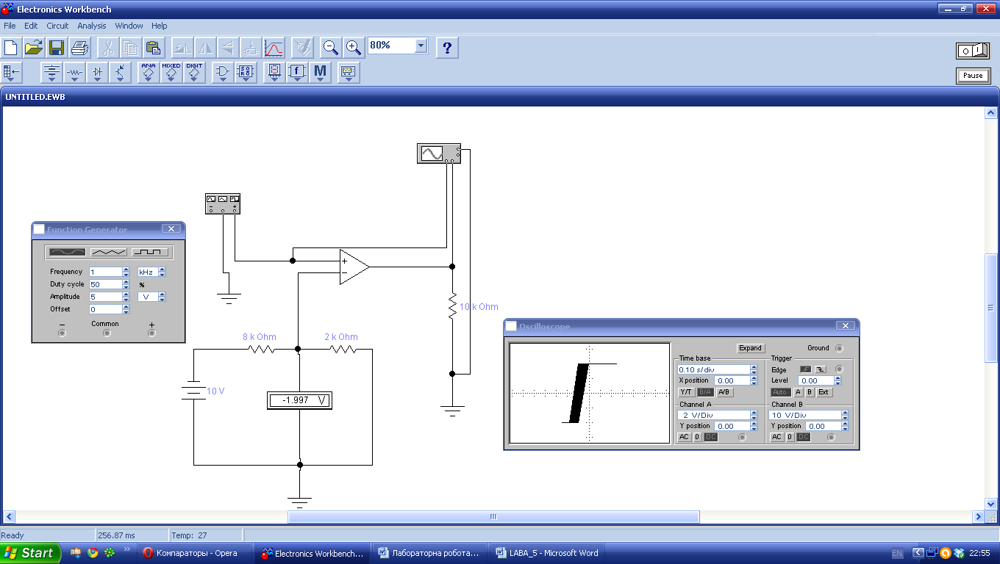 Electronics Workbench
File Edit Circuit Analysis Window Help
80%
?
O I
ANA MIXED DIGIT
f M
Pause
UNTITLED.EWB
Function Generator
Frequency 1 kHz
Duty cycle 50 %
Amplitude 5 V
Offset 0
− Common +
+
−
10 k Ohm
8 k Ohm 2 k Ohm
10 V
-1.997 V
Oscilloscope
Expand Ground
Time base Trigger
0.10 s/div Edge
X position 0.00 Level 0.00
Y/T B/A A/B Auto A B Ext
Channel A Channel B
2 V/Div 10 V/Div
Y position 0.00 Y position 0.00
AC 0 DC AC 0 DC
Ready 256.87 ms Temp: 27
Start Компараторы - Opera Electronics Workbench... Лабораторна робота... LABA_5 - Microsoft Word EN 22:55